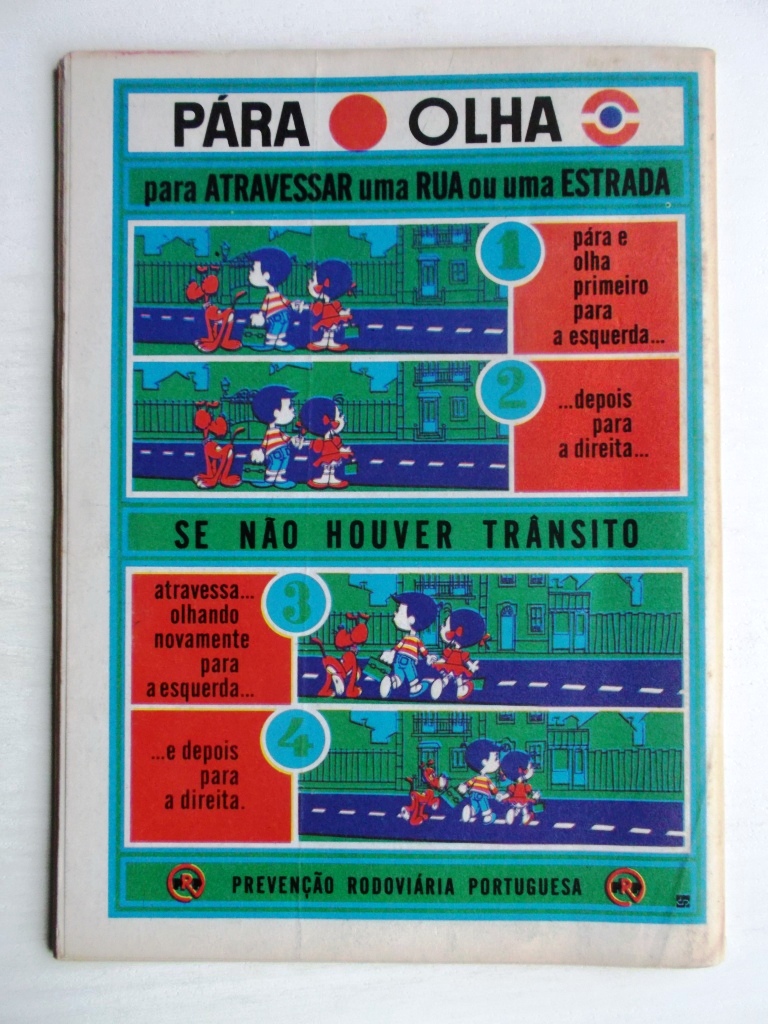 PÁRA OLHA
para ATRAVESSAR uma RUA ou uma ESTRADA
1
pára e
olha
primeiro
para
a esquerda...
2
...depois
para
a direita...
SE NÃO HOUVER TRÂNSITO
atravessa...
olhando
novamente
para
a esquerda...
3
...e depois
para
a direita.
4
PREVENÇÃO RODOVIÁRIA PORTUGUESA